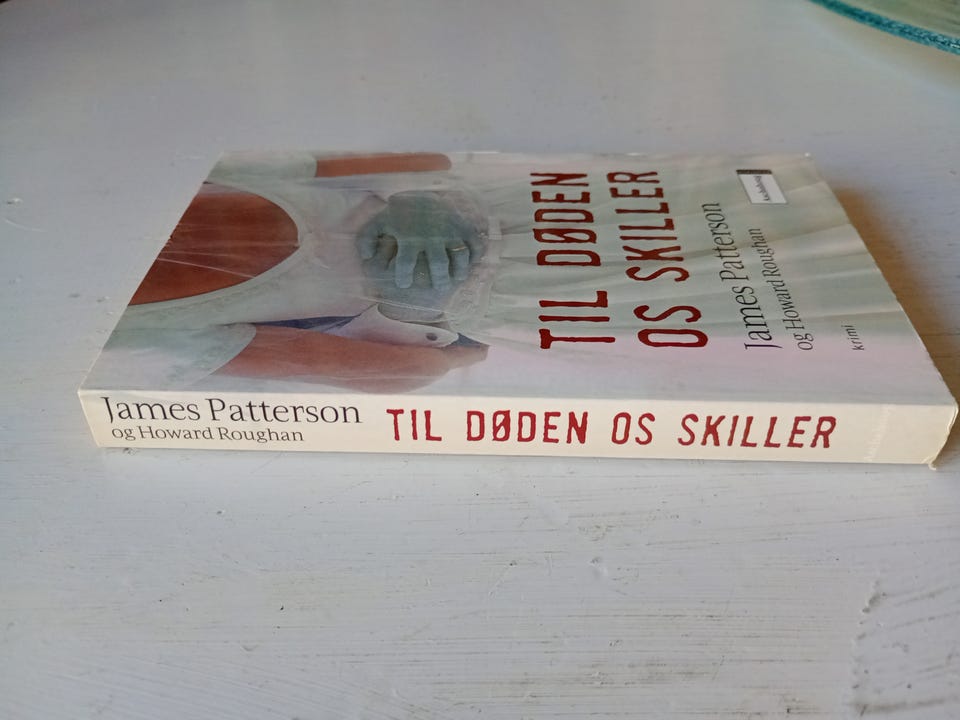 TIL DØDEN
OS SKILLER
James Patterson
og Howard Roughan
krimi
James Patterson
og Howard Roughan
TIL DØDEN OS SKILLER